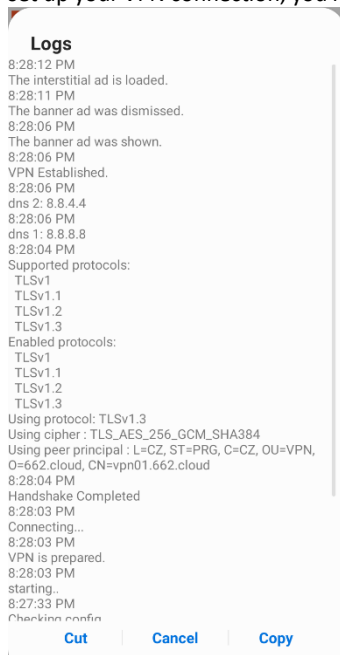 Logs
8:28:12 PM
The interstitial ad is loaded.
8:28:11 PM
The banner ad was dismissed.
8:28:06 PM
The banner ad was shown.
8:28:06 PM
VPN Established.
8:28:06 PM
dns 2: 8.8.4.4
8:28:06 PM
dns 1: 8.8.8.8
8:28:04 PM
Supported protocols:
TLSv1
TLSv1.1
TLSv1.2
TLSv1.3
Enabled protocols:
TLSv1
TLSv1.1
TLSv1.2
TLSv1.3
Using protocol: TLSv1.3
Using cipher : TLS_AES_256_GCM_SHA384
Using peer principal : L=CZ, ST=PRG, C=CZ, OU=VPN,
O=662.cloud, CN=vpn01.662.cloud
8:28:04 PM
Handshake Completed
8:28:03 PM
Connecting...
8:28:03 PM
VPN is prepared.
8:28:03 PM
starting..
8:27:33 PM
Checking config
Cut Cancel Copy